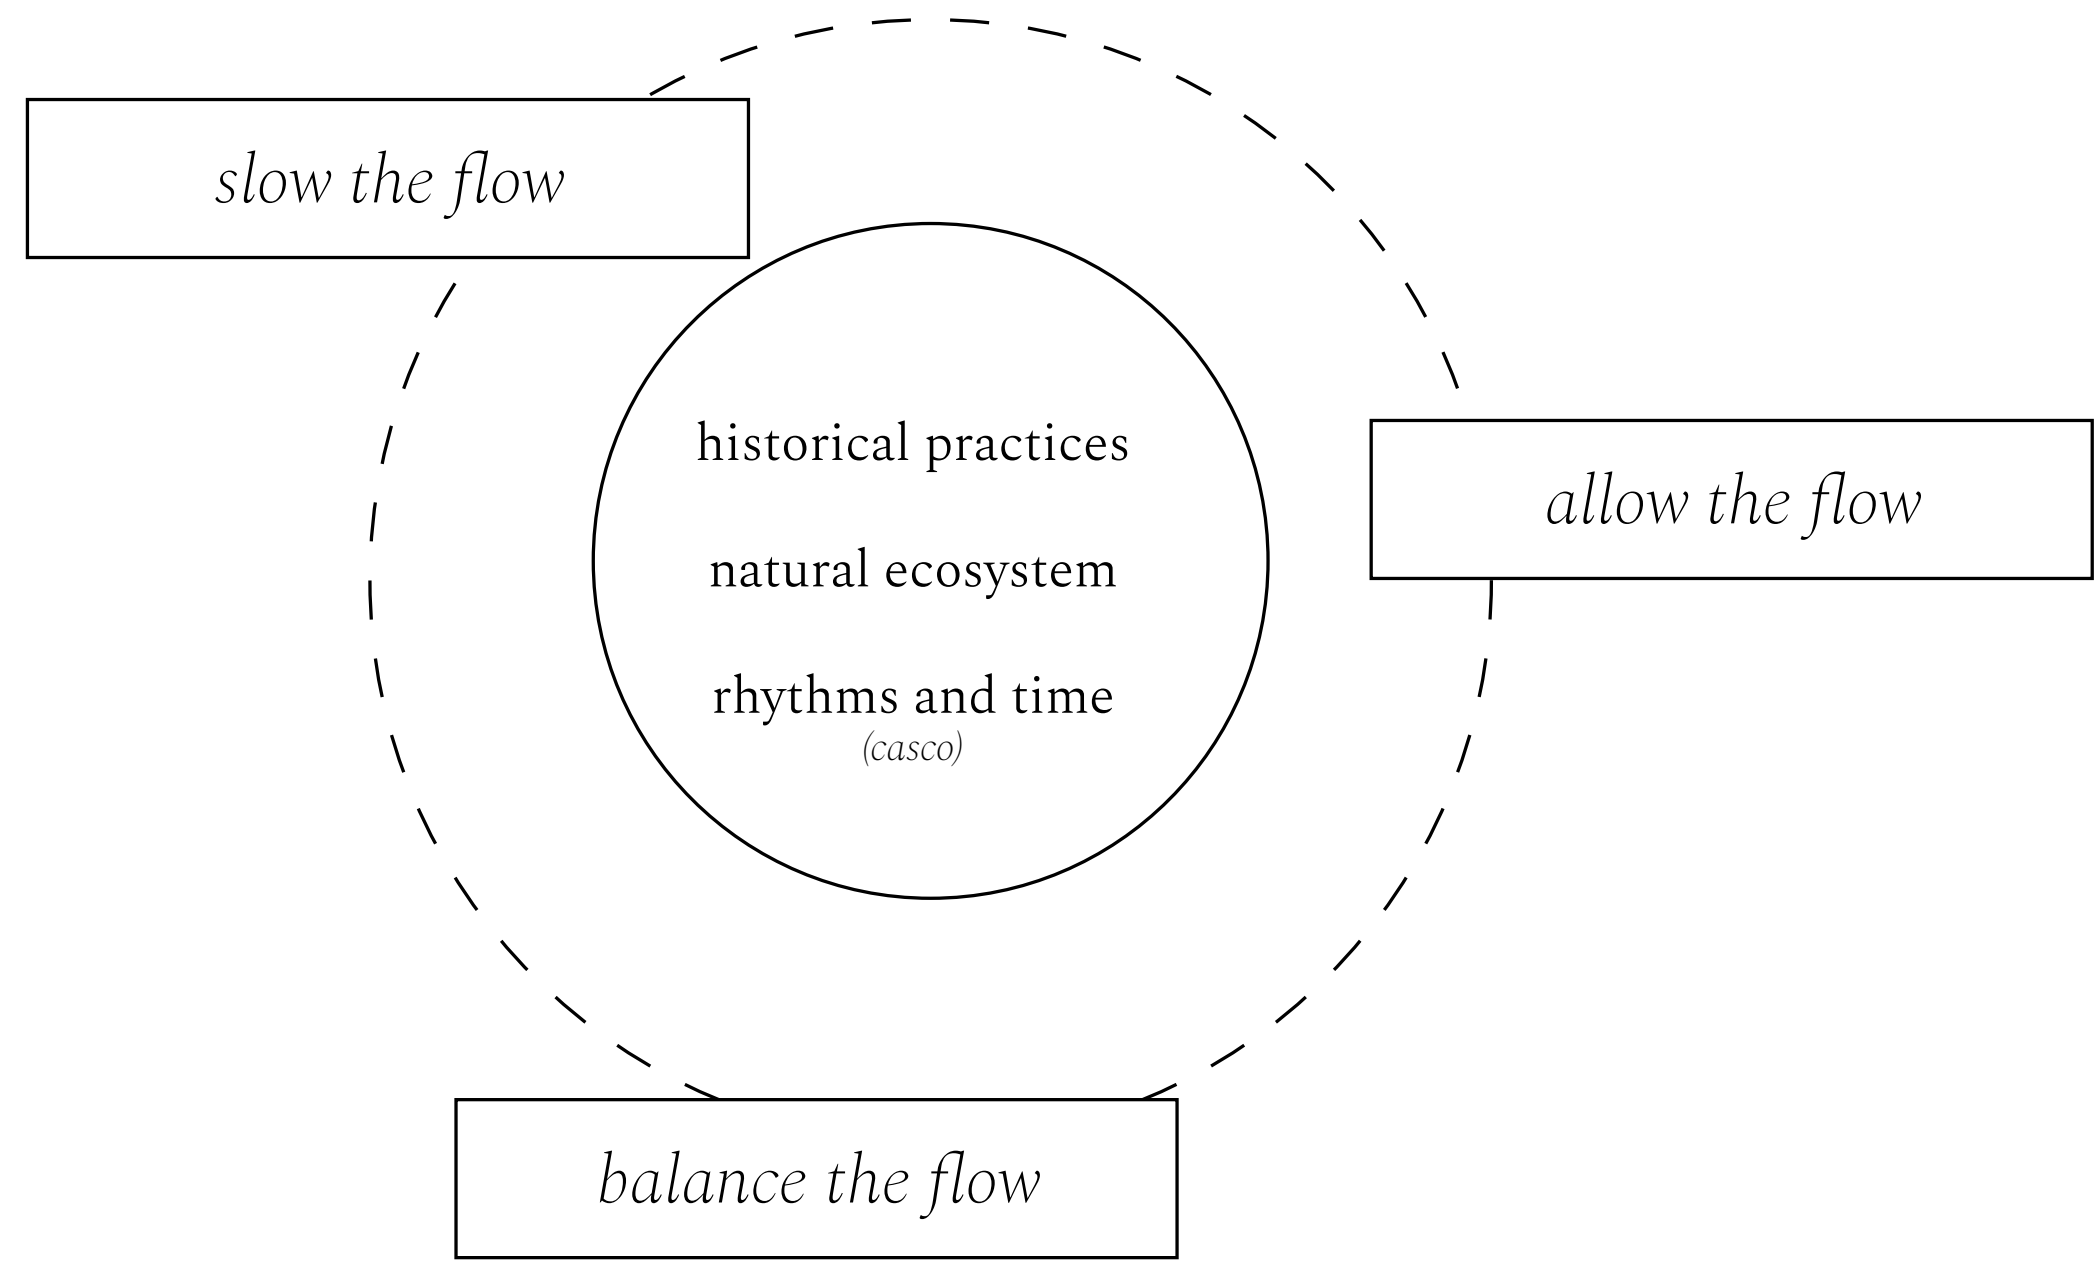 slow the flow
historical practices
allow the flow
natural ecosystem
rhythms and time
(casco)
balance the flow